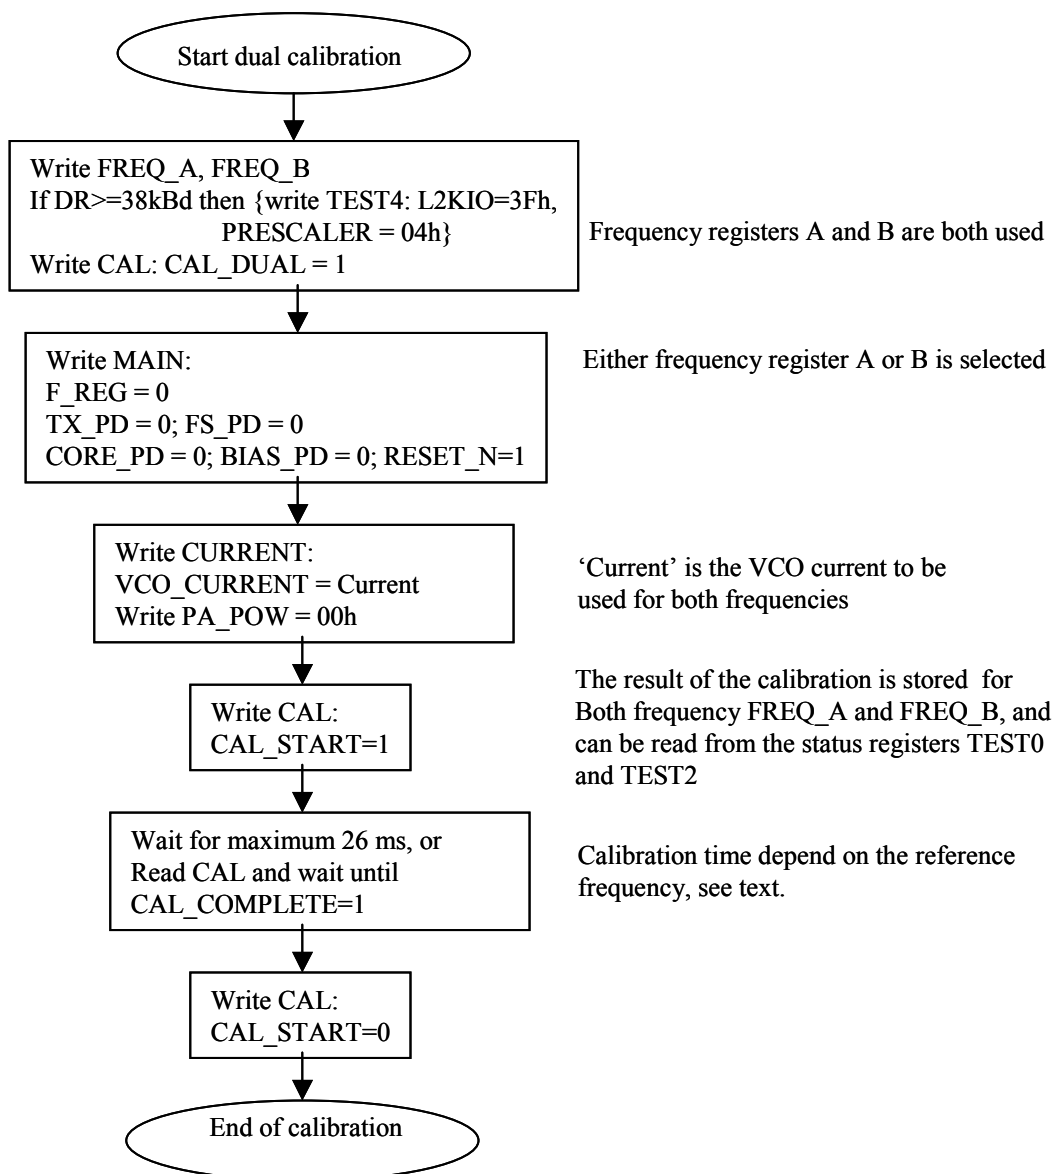 Start dual calibration
Write FREQ_A, FREQ_B
If DR>=38kBd then {write TEST4: L2KIO=3Fh,
PRESCALER = 04h}
Write CAL: CAL_DUAL = 1
Frequency registers A and B are both used
Write MAIN:
F_REG = 0
TX_PD = 0; FS_PD = 0
CORE_PD = 0; BIAS_PD = 0; RESET_N=1
Either frequency register A or B is selected
Write CURRENT:
VCO_CURRENT = Current
Write PA_POW = 00h
‘Current’ is the VCO current to be
used for both frequencies
Write CAL:
CAL_START=1
The result of the calibration is stored for
Both frequency FREQ_A and FREQ_B, and
can be read from the status registers TEST0
and TEST2
Wait for maximum 26 ms, or
Read CAL and wait until
CAL_COMPLETE=1
Calibration time depend on the reference
frequency, see text.
Write CAL:
CAL_START=0
End of calibration